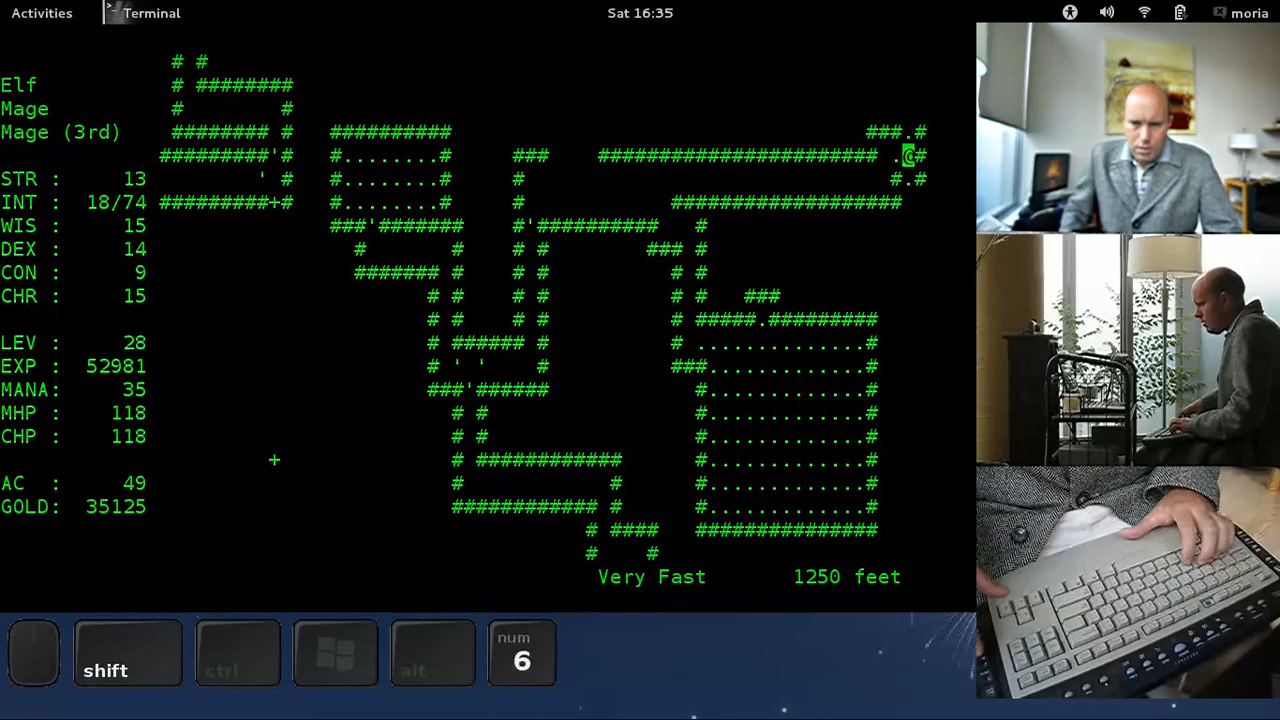 Activities Terminal Sat 16:35 moria
# #
Elf # ########
Mage # #
Mage (3rd) ######## # ########## ###.#
#########'# #........# ### ###################### .@#
STR : 13 ' # #........# # #.#
INT : 18/74 #########+# #........# # ###################
WIS : 15 ###'####### #'########## #
DEX : 14 # # # # ### #
CON : 9 ####### # # # # #
CHR : 15 # # # # # # ###
# # # # # #####.#########
LEV : 28 # ###### # # .............#
EXP : 52981 # ' ' # ###.............#
MANA: 35 ###'###### #.............#
MHP : 118 # # #.............#
CHP : 118 # # #.............#
+ # ############ #.............#
AC : 49 # # #.............#
GOLD: 35125 ############ # #.............#
# #### ###############
# #
Very Fast 1250 feet
shift ctrl alt num
6